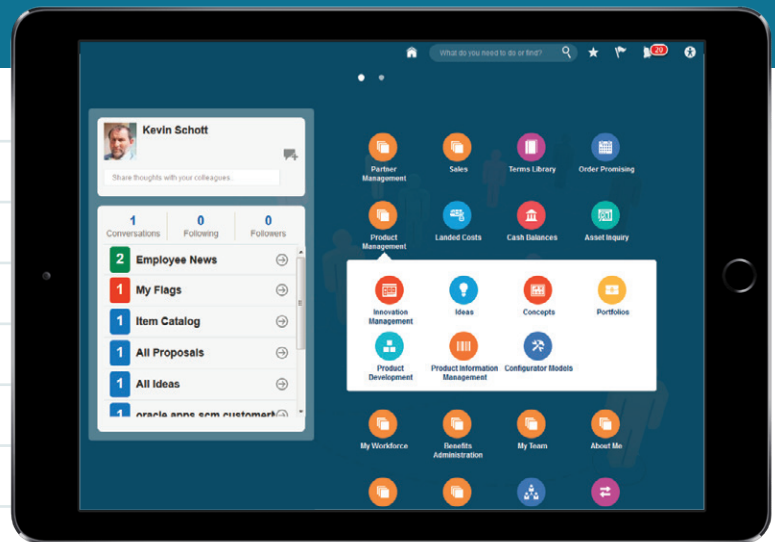 What do you need to do or find?
20
Kevin Schott
Share thoughts with your colleagues.
1
0
0
Conversations
Following
Followers
2 Employee News
1 My Flags
1 Item Catalog
1 All Proposals
1 All Ideas
1 oracle apps scm customert
Partner
Management
Sales
Terms Library
Order Promising
Product
Management
Landed Costs
Cash Balances
Asset Inquiry
Innovation
Management
Ideas
Concepts
Portfolios
Product
Development
Product Information
Management
Configurator Models
My Workforce
Benefits
Administration
My Team
About Me